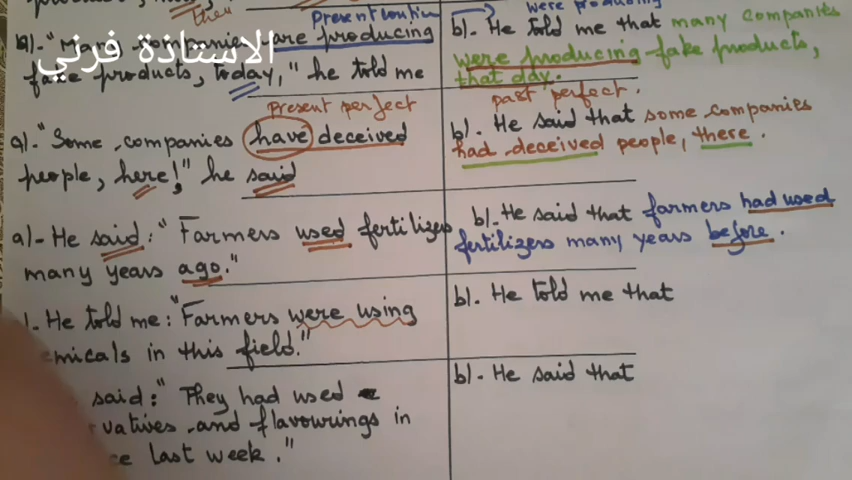 then
Present contin
were producing
a)-"Many companies are producing
fake products, today," he told me
الاستاذة فرني
b)- He told me that many companies
were producing fake products,
that day.
present perfect
a)-"Some companies have deceived
people, here!," he said
past perfect.
b)- He said that some companies
had deceived people, there.
a)- He said:" Farmers used fertilizers
many years ago."
b)- He said that farmers had used
fertilizers many years before.
)- He told me:"Farmers were using
emicals in this field."
b)- He told me that
said:" They had used
vatives and flavourings in
last week."
b)- He said that